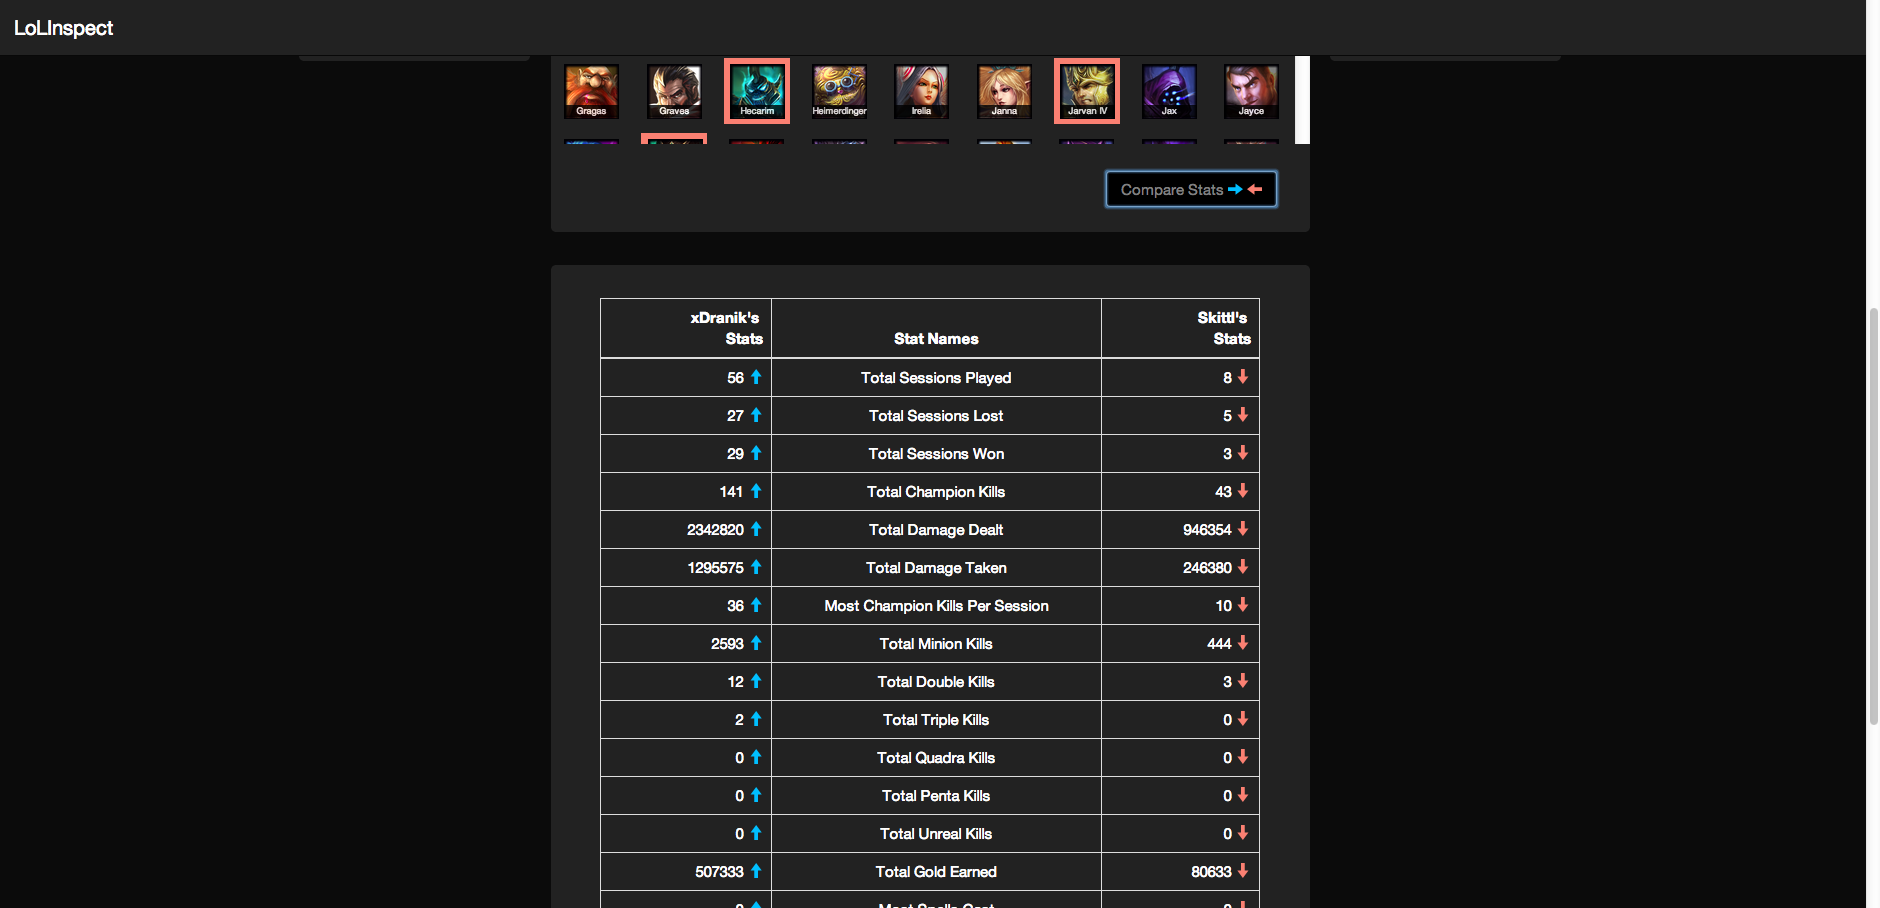 LoLInspect
Gragas Graves Hecarim Heimerdinger Irelia Janna Jarvan IV Jax Jayce
Compare Stats
xDranik's Skittl's
Stats Stat Names Stats
56 Total Sessions Played 8
27 Total Sessions Lost 5
29 Total Sessions Won 3
141 Total Champion Kills 43
2342820 Total Damage Dealt 946354
1295575 Total Damage Taken 246380
36 Most Champion Kills Per Session 10
2593 Total Minion Kills 444
12 Total Double Kills 3
2 Total Triple Kills 0
0 Total Quadra Kills 0
0 Total Penta Kills 0
0 Total Unreal Kills 0
507333 Total Gold Earned 80633
Most Spells Cast